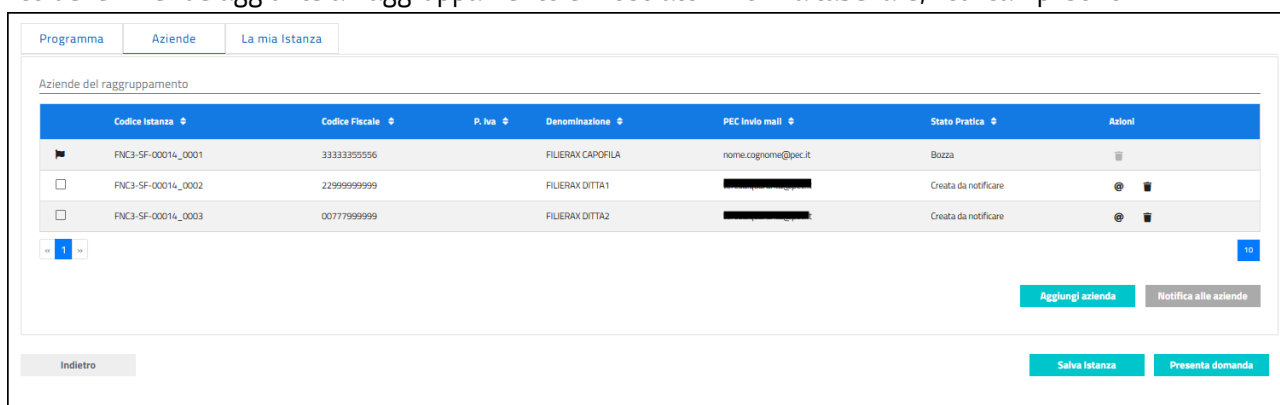 Programma Aziende La mia Istanza
Aziende del raggruppamento
Codice Istanza Codice Fiscale P. Iva Denominazione PEC Invio mail Stato Pratica Azioni
FNC3-SF-00014_0001 33333355556 FILIERAX CAPOFILA nome.cognome@pec.it Bozza
FNC3-SF-00014_0002 22999999999 FILIERAX DITTA1 Creata da notificare @
FNC3-SF-00014_0003 00777999999 FILIERAX DITTA2 Creata da notificare @
« 1 » 10
Aggiungi azienda Notifica alle aziende
Indietro Salva Istanza Presenta domanda